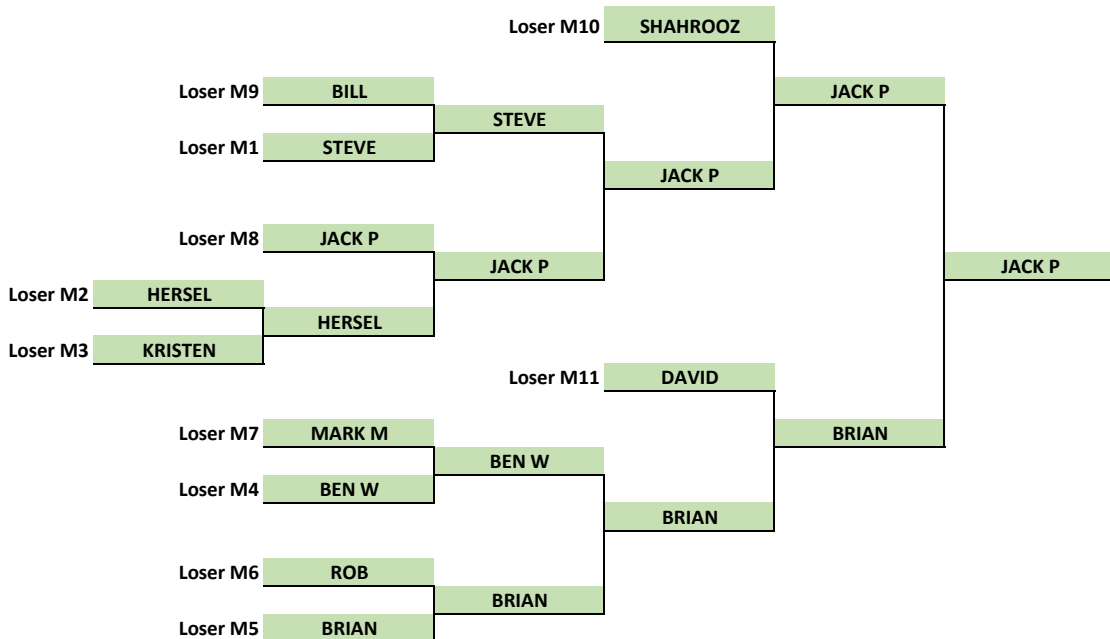 Loser M10 SHAHROOZ
Loser M9 BILL JACK P
STEVE
Loser M1 STEVE
JACK P
Loser M8 JACK P
JACK P JACK P
Loser M2 HERSEL
HERSEL
Loser M3 KRISTEN
Loser M11 DAVID
Loser M7 MARK M BRIAN
BEN W
Loser M4 BEN W
BRIAN
Loser M6 ROB
BRIAN
Loser M5 BRIAN